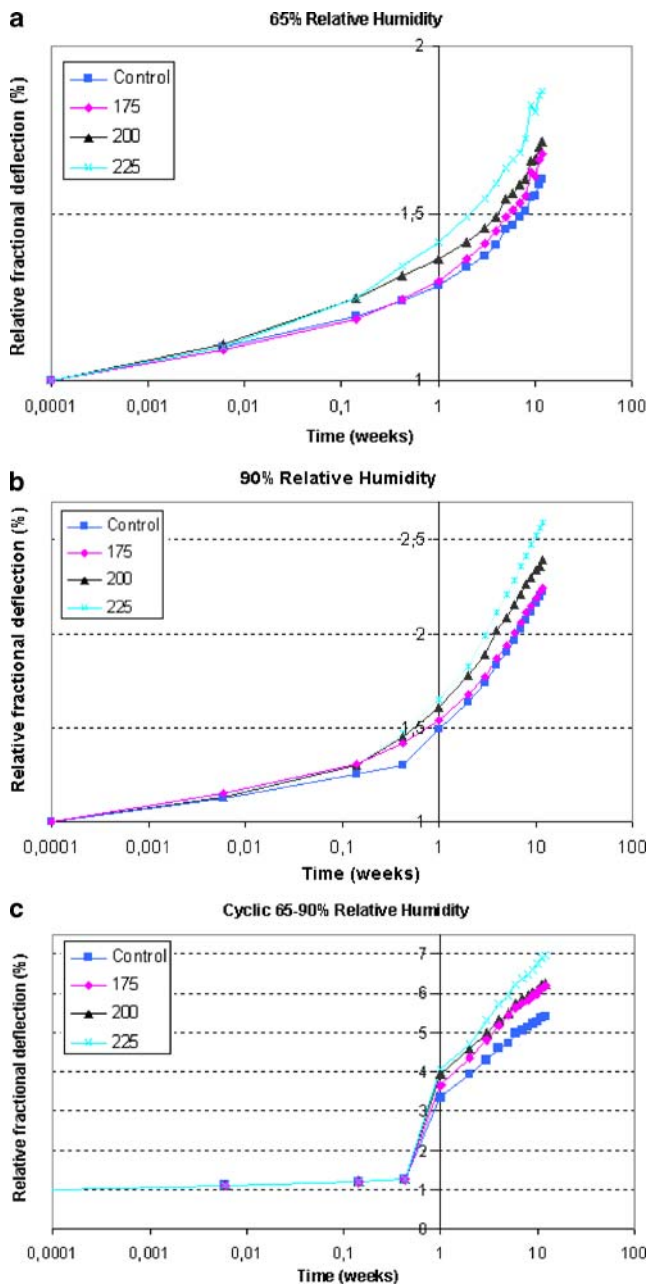 a
65% Relative Humidity
Relative fractional deflection (%)
Control
175
200
225
2
1,5
1
0,0001 0,001 0,01 0,1 1 10 100
Time (weeks)
b
90% Relative Humidity
Relative fractional deflection (%)
Control
175
200
225
2,5
2
1,5
1
0,0001 0,001 0,01 0,1 1 10 100
Time (weeks)
c
Cyclic 65-90% Relative Humidity
Relative fractional deflection (%)
Control
175
200
225
7
6
5
4
3
2
1
0
0,0001 0,001 0,01 0,1 1 10 100
Time (weeks)